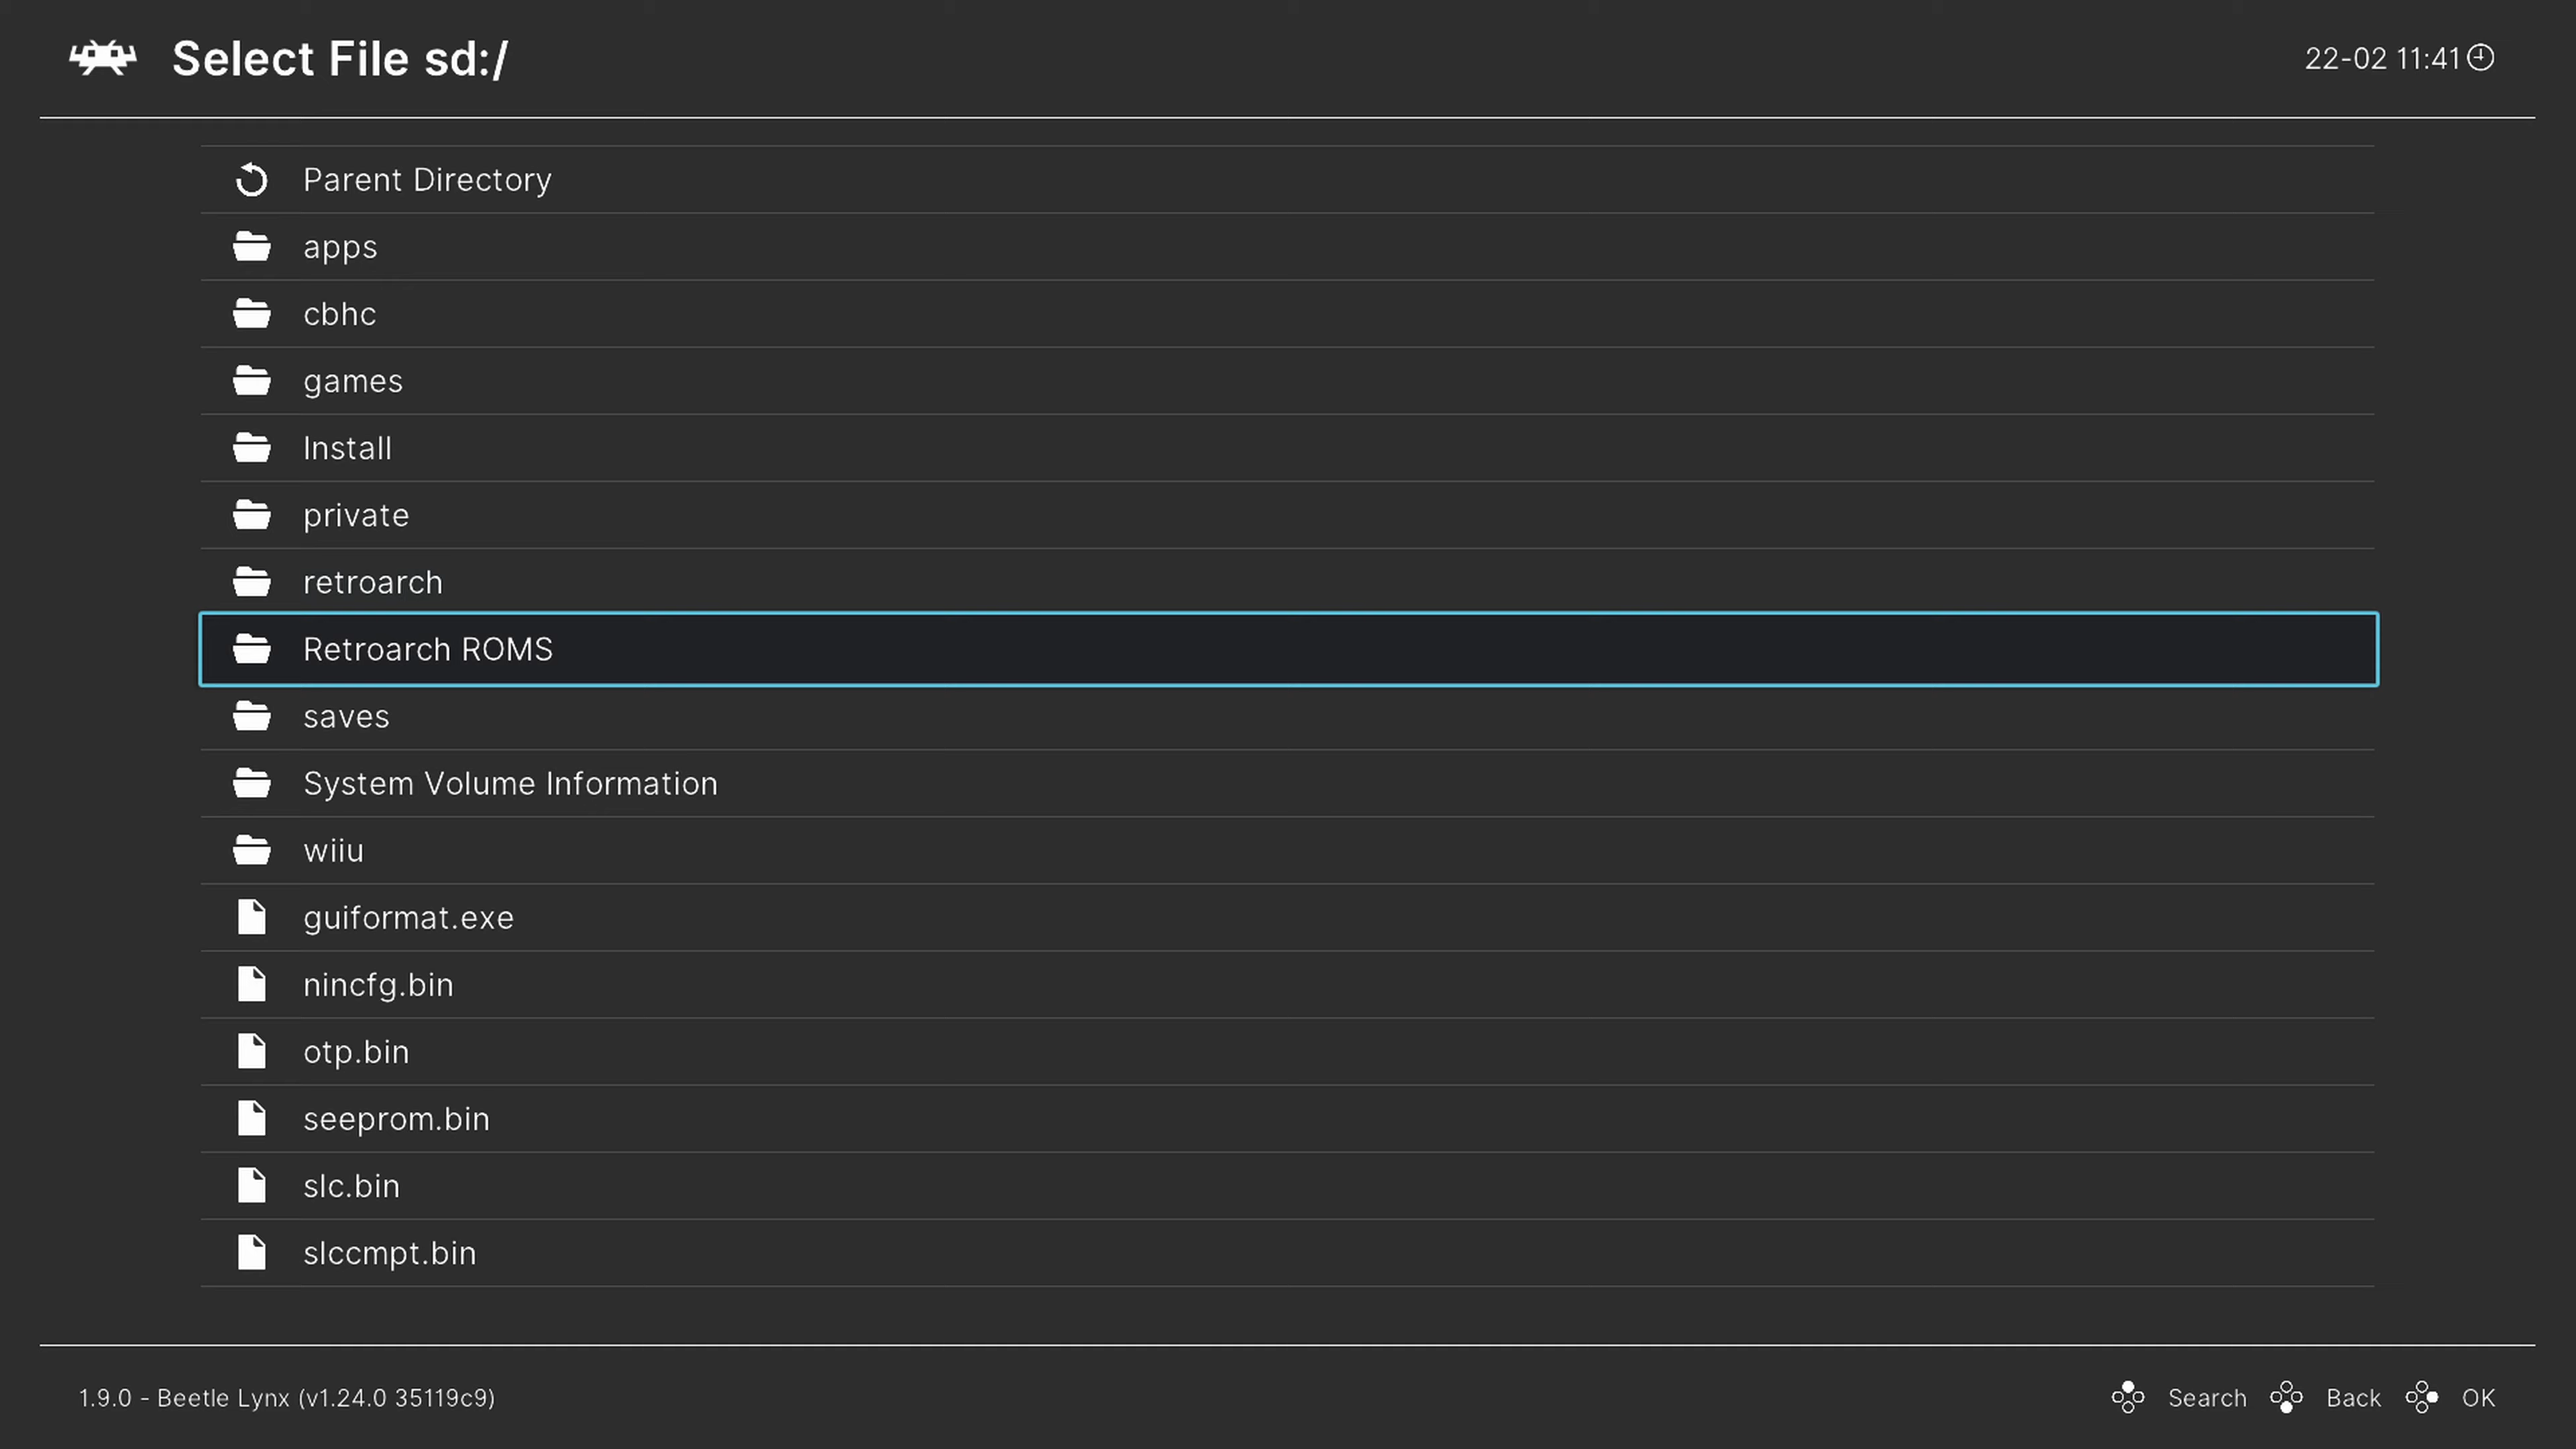 Select File sd:/
22-02 11:41
Parent Directory
apps
cbhc
games
Install
private
retroarch
Retroarch ROMS
saves
System Volume Information
wiiu
guiformat.exe
nincfg.bin
otp.bin
seeprom.bin
slc.bin
slccmpt.bin
1.9.0 - Beetle Lynx (v1.24.0 35119c9)
Search Back OK